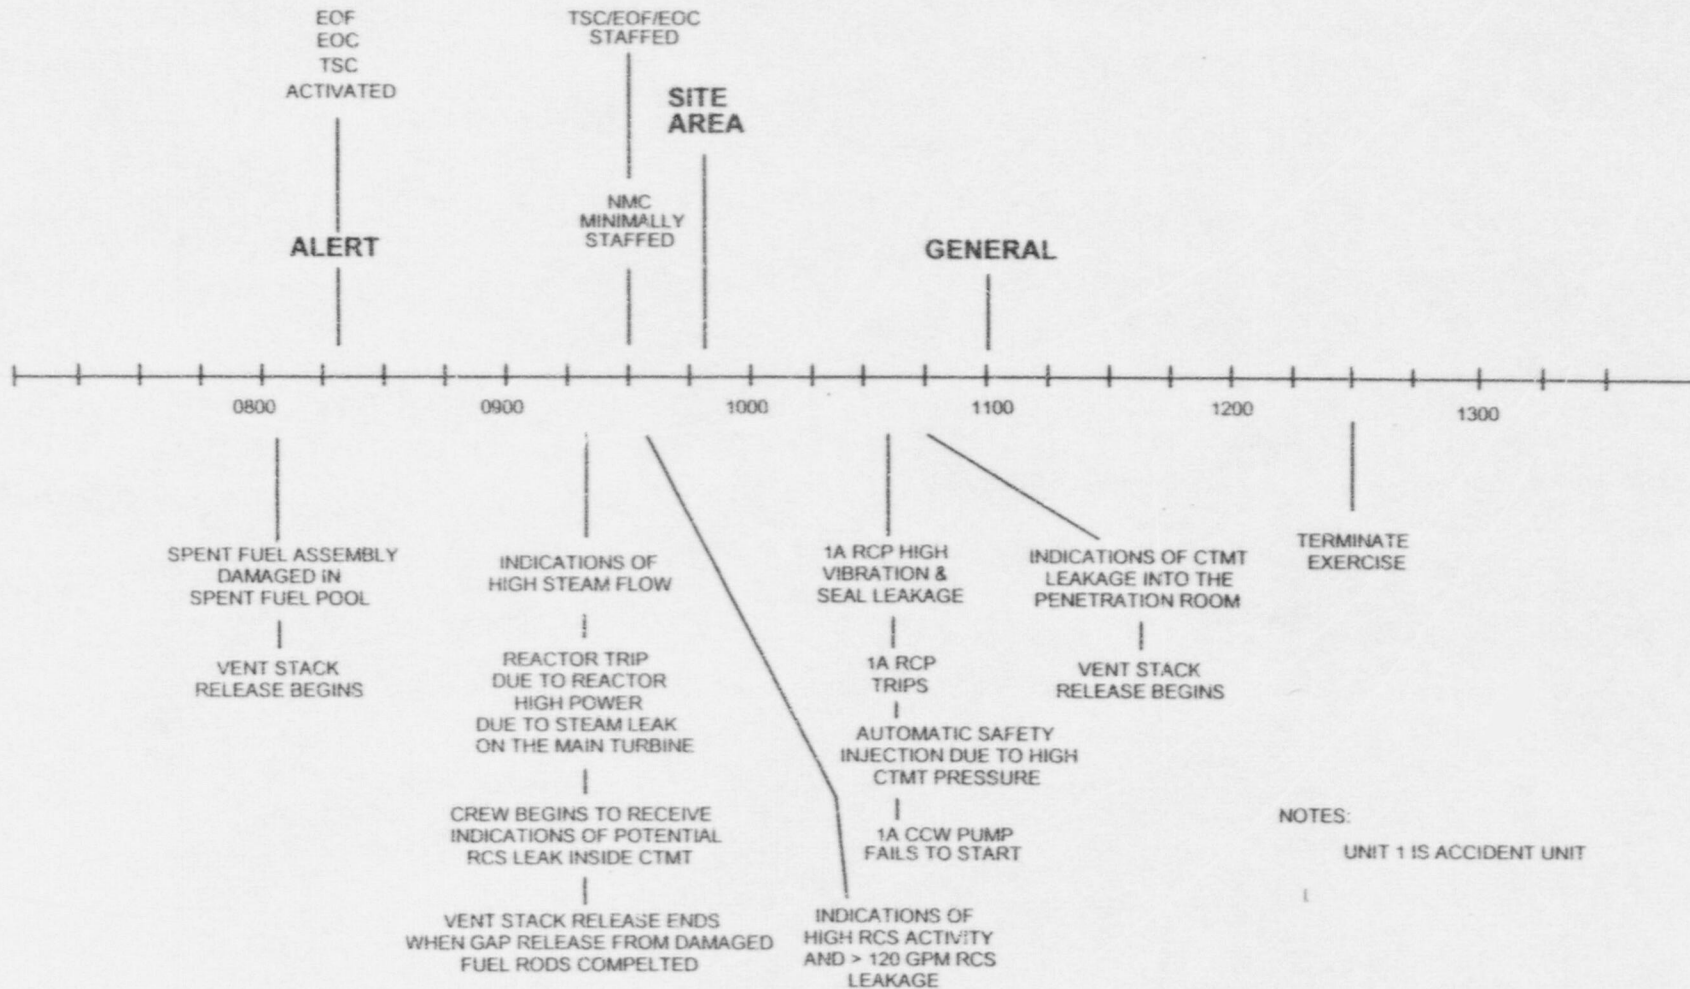 EOF
EOC
TSC
ACTIVATED
ALERT
TSC/EOF/EOC
STAFFED
NMC
MINIMALLY
STAFFED
SITE
AREA
GENERAL
0800
0900
1000
1100
1200
1300
SPENT FUEL ASSEMBLY
DAMAGED IN
SPENT FUEL POOL
VENT STACK
RELEASE BEGINS
INDICATIONS OF
HIGH STEAM FLOW
REACTOR TRIP
DUE TO REACTOR
HIGH POWER
DUE TO STEAM LEAK
ON THE MAIN TURBINE
CREW BEGINS TO RECEIVE
INDICATIONS OF POTENTIAL
RCS LEAK INSIDE CTMT
VENT STACK RELEASE ENDS
WHEN GAP RELEASE FROM DAMAGED
FUEL RODS COMPELTED
INDICATIONS OF
HIGH RCS ACTIVITY
AND > 120 GPM RCS
LEAKAGE
1A RCP HIGH
VIBRATION &
SEAL LEAKAGE
1A RCP
TRIPS
AUTOMATIC SAFETY
INJECTION DUE TO HIGH
CTMT PRESSURE
1A CCW PUMP
FAILS TO START
INDICATIONS OF CTMT
LEAKAGE INTO THE
PENETRATION ROOM
VENT STACK
RELEASE BEGINS
TERMINATE
EXERCISE
NOTES:
UNIT 1 IS ACCIDENT UNIT